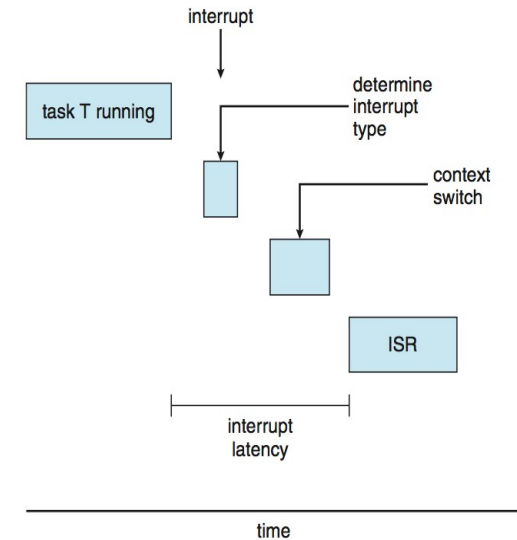 interrupt
task T running
determine
interrupt
type
context
switch
ISR
interrupt
latency
time